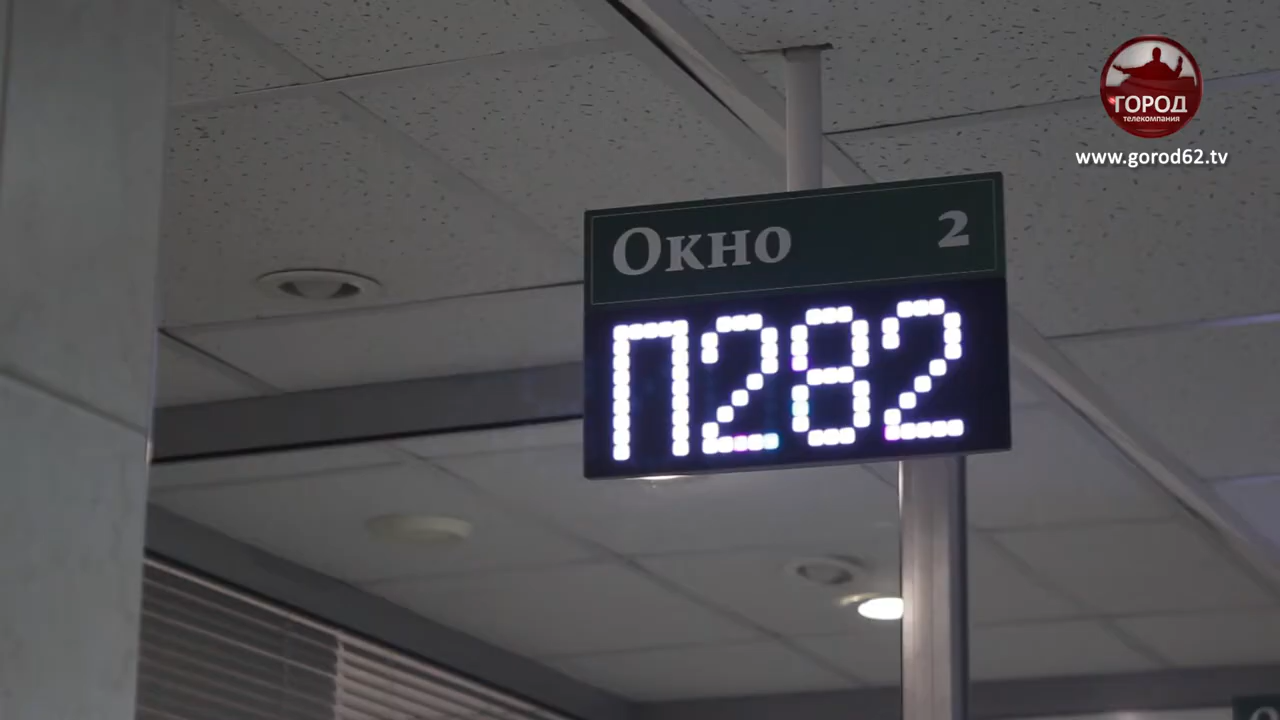 ГОРОД
телекомпания
www.gorod62.tv
Окно 2
П282